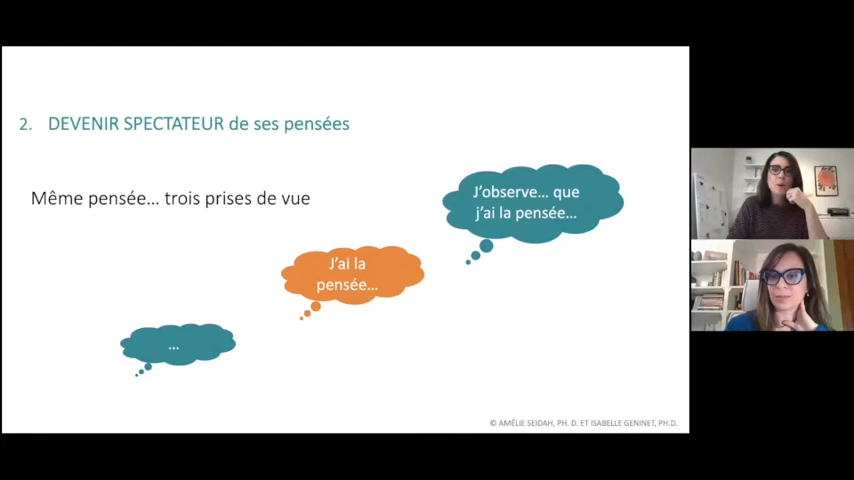 2. DEVENIR SPECTATEUR de ses pensées
Même pensée... trois prises de vue
J'observe... que
j'ai la pensée...
J'ai la
pensée...
...
© AMÉLIE SEIDAH, PH. D. ET ISABELLE GENINET, PH.D.